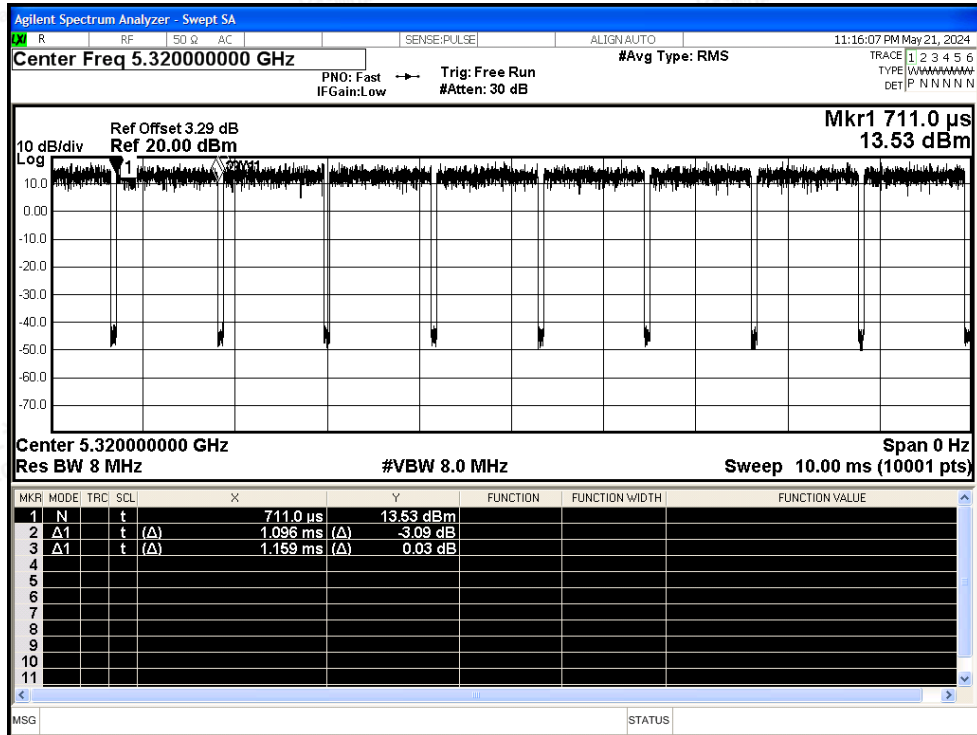 Agilent Spectrum Analyzer - Swept SA
LXI R RF 50 Ω AC SENSE:PULSE ALIGN AUTO 11:16:07 PM May 21, 2024
Center Freq 5.320000000 GHz
PNO: Fast
IFGain:Low
Trig: Free Run
#Atten: 30 dB
#Avg Type: RMS
TRACE 1 2 3 4 5 6
TYPE W
DET P N N N N N
Mkr1 711.0 µs
13.53 dBm
Ref Offset 3.29 dB
10 dB/div Ref 20.00 dBm
Log
1
10.0
0.00
-10.0
-20.0
-30.0
-40.0
-50.0
-60.0
-70.0
Center 5.320000000 GHz Span 0 Hz
Res BW 8 MHz #VBW 8.0 MHz Sweep 10.00 ms (10001 pts)
MKR MODE TRC SCL X Y FUNCTION FUNCTION WIDTH FUNCTION VALUE
1 N t 711.0 µs 13.53 dBm
2 Δ1 t (Δ) 1.096 ms (Δ) -3.09 dB
3 Δ1 t (Δ) 1.159 ms (Δ) 0.03 dB
4
5
6
7
8
9
10
11
MSG STATUS